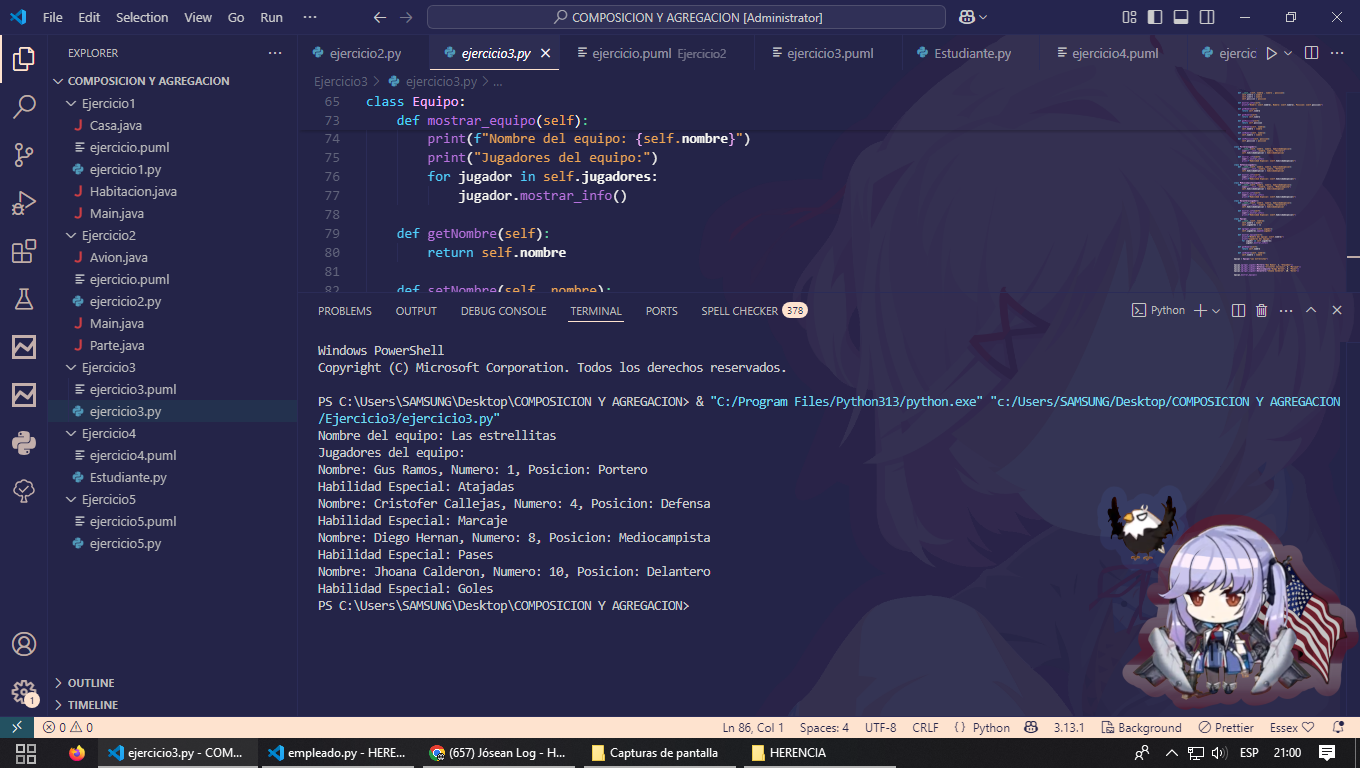 File Edit Selection View Go Run ··· COMPOSICION Y AGREGACION [Administrator]
EXPLORER ···
COMPOSICION Y AGREGACION
Ejercicio1
J Casa.java
ejercicio.puml
ejercicio1.py
J Habitacion.java
J Main.java
Ejercicio2
J Avion.java
ejercicio.puml
ejercicio2.py
J Main.java
J Parte.java
Ejercicio3
ejercicio3.puml
ejercicio3.py
Ejercicio4
ejercicio4.puml
Estudiante.py
Ejercicio5
ejercicio5.puml
ejercicio5.py
OUTLINE
TIMELINE
ejercicio2.py ejercicio3.py ejercicio.puml Ejercicio2 ejercicio3.puml Estudiante.py ejercicio4.puml ejercic ···
Ejercicio3 > ejercicio3.py > ...
65 class Equipo:
73 def mostrar_equipo(self):
74 print(f"Nombre del equipo: {self.nombre}")
75 print("Jugadores del equipo:")
76 for jugador in self.jugadores:
77 jugador.mostrar_info()
78
79 def getNombre(self):
80 return self.nombre
81
82 def setNombre(self, nombre):
PROBLEMS OUTPUT DEBUG CONSOLE TERMINAL PORTS SPELL CHECKER 378 Python ···
Windows PowerShell
Copyright (C) Microsoft Corporation. Todos los derechos reservados.
PS C:\Users\SAMSUNG\Desktop\COMPOSICION Y AGREGACION> & "C:/Program Files/Python313/python.exe" "c:/Users/SAMSUNG/Desktop/COMPOSICION Y AGREGACION
/Ejercicio3/ejercicio3.py"
Nombre del equipo: Las estrellitas
Jugadores del equipo:
Nombre: Gus Ramos, Numero: 1, Posicion: Portero
Habilidad Especial: Atajadas
Nombre: Cristofer Callejas, Numero: 4, Posicion: Defensa
Habilidad Especial: Marcaje
Nombre: Diego Hernan, Numero: 8, Posicion: Mediocampista
Habilidad Especial: Pases
Nombre: Jhoana Calderon, Numero: 10, Posicion: Delantero
Habilidad Especial: Goles
PS C:\Users\SAMSUNG\Desktop\COMPOSICION Y AGREGACION>
1
0 0 Ln 86, Col 1 Spaces: 4 UTF-8 CRLF { } Python 3.13.1 Background Prettier Essex
ejercicio3.py - COM... empleado.py - HERE... (657) Jósean Log - H... Capturas de pantalla HERENCIA ESP 21:00